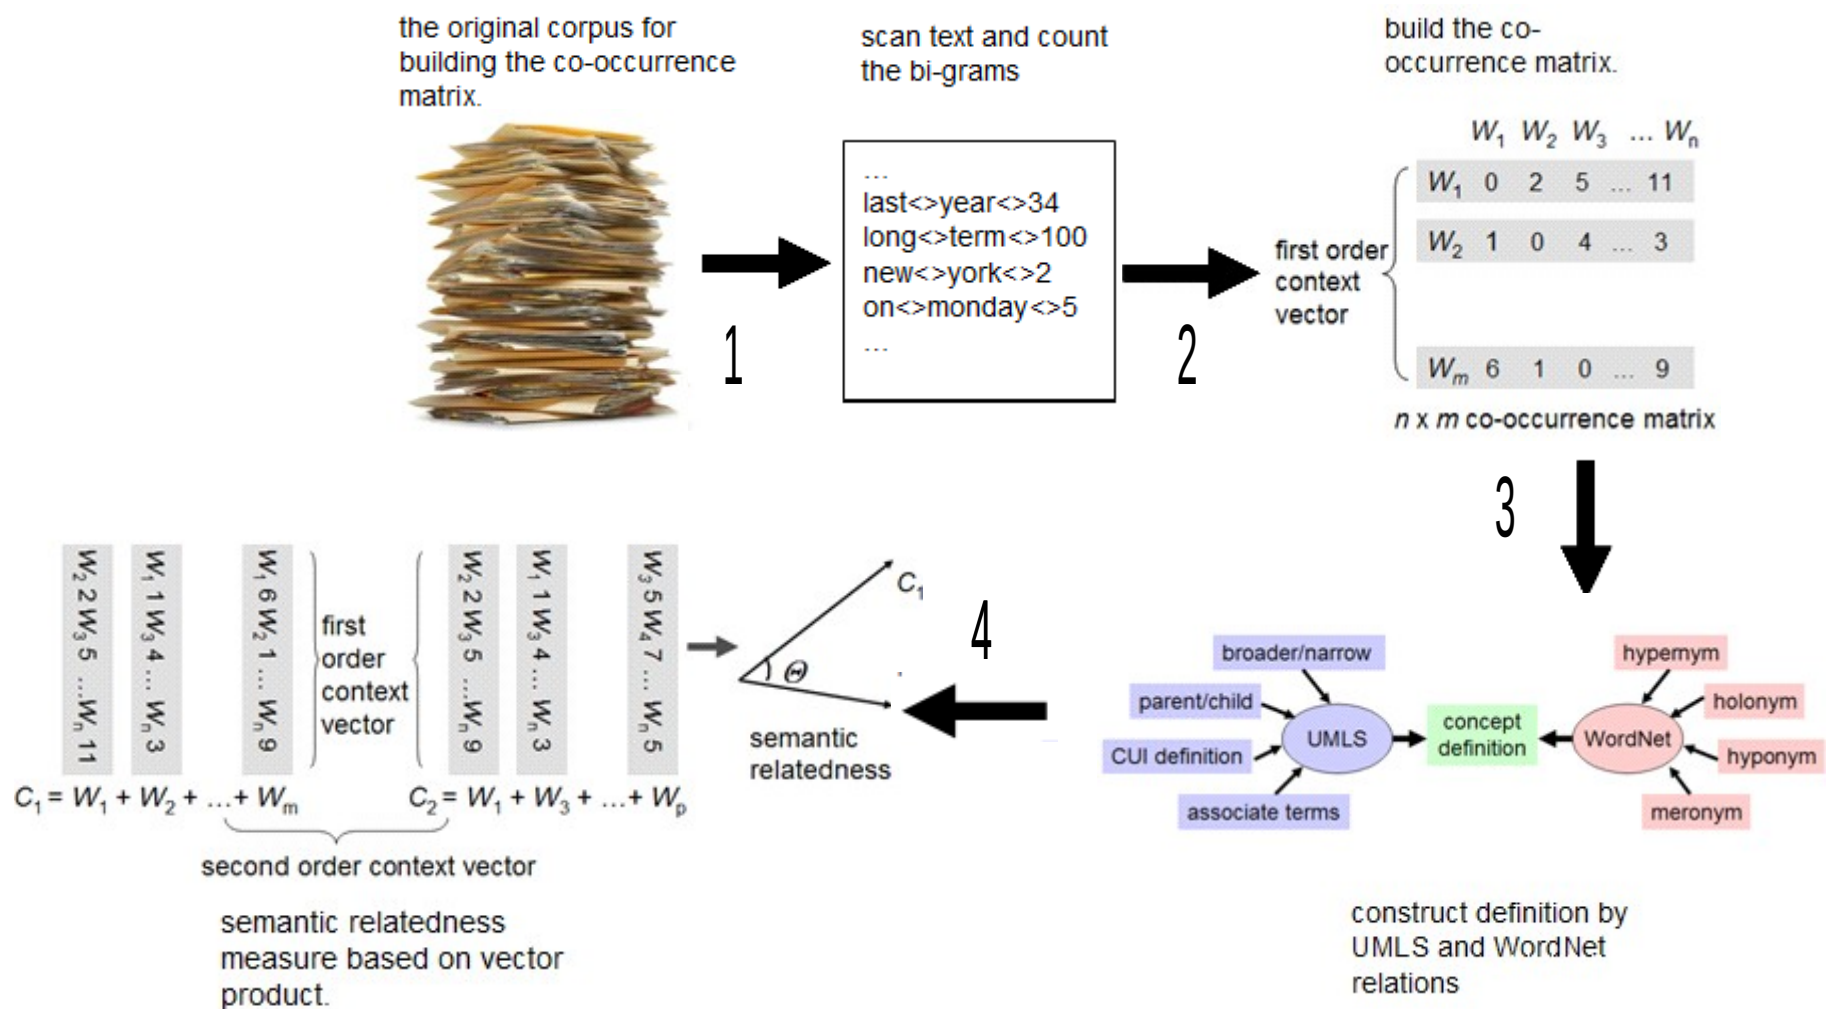 the original corpus for
building the co-occurrence
matrix.
scan text and count
the bi-grams
build the co-
occurrence matrix.
...
last<>year<>34
long<>term<>100
new<>york<>2
on<>monday<>5
...
1
2
W1 W2 W3 ... Wn
W1 0 2 5 ... 11
W2 1 0 4 ... 3
Wm 6 1 0 ... 9
first order
context
vector
n x m co-occurrence matrix
3
W2 2 W3 5 ...Wn 11
W1 1 W3 4 ... Wn 3
W1 6 W2 1 ... Wn 9
first
order
context
vector
W2 2 W3 5 ...Wn 9
W1 1 W3 4 ... Wn 3
W3 5 W4 7 ... Wn 5
C1 = W1 + W2 + ...+ Wm
C2 = W1 + W3 + ...+ Wp
second order context vector
semantic relatedness
measure based on vector
product.
C1
Θ
semantic
relatedness
4
broader/narrow
parent/child
CUI definition
associate terms
UMLS
concept
definition
WordNet
hypernym
holonym
hyponym
meronym
construct definition by
UMLS and WordNet
relations